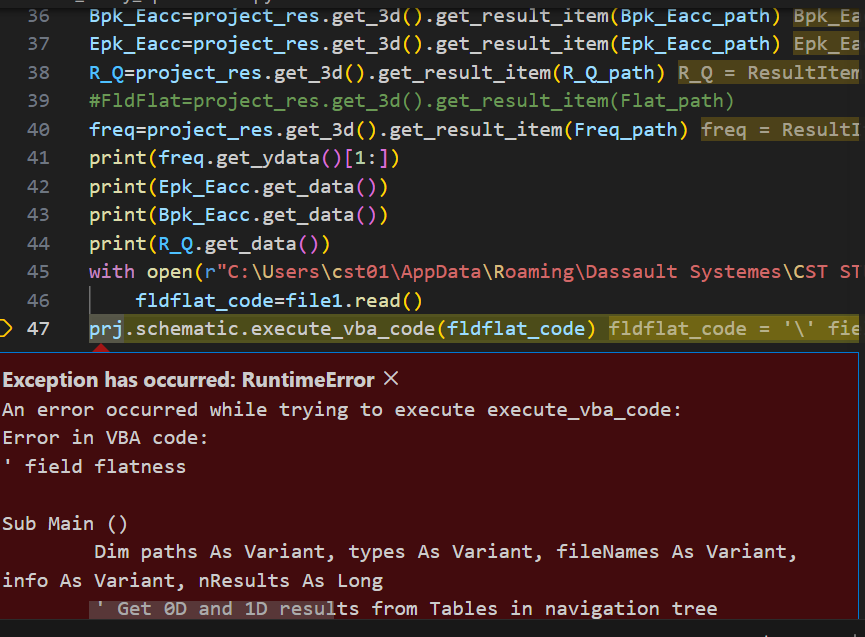 36 Bpk_Eacc=project_res.get_3d().get_result_item(Bpk_Eacc_path) Bpk_Ea
37 Epk_Eacc=project_res.get_3d().get_result_item(Epk_Eacc_path) Epk_Ea
38 R_Q=project_res.get_3d().get_result_item(R_Q_path) R_Q = ResultItem
39 #FldFlat=project_res.get_3d().get_result_item(Flat_path)
40 freq=project_res.get_3d().get_result_item(Freq_path) freq = ResultI
41 print(freq.get_ydata()[1:])
42 print(Epk_Eacc.get_data())
43 print(Bpk_Eacc.get_data())
44 print(R_Q.get_data())
45 with open(r"C:\Users\cst01\AppData\Roaming\Dassault Systemes\CST ST
46 fldflat_code=file1.read()
47 prj.schematic.execute_vba_code(fldflat_code) fldflat_code = '\' fie
Exception has occurred: RuntimeError ×
An error occurred while trying to execute execute_vba_code:
Error in VBA code:
' field flatness
Sub Main ()
Dim paths As Variant, types As Variant, fileNames As Variant,
info As Variant, nResults As Long
' Get 0D and 1D results from Tables in navigation tree